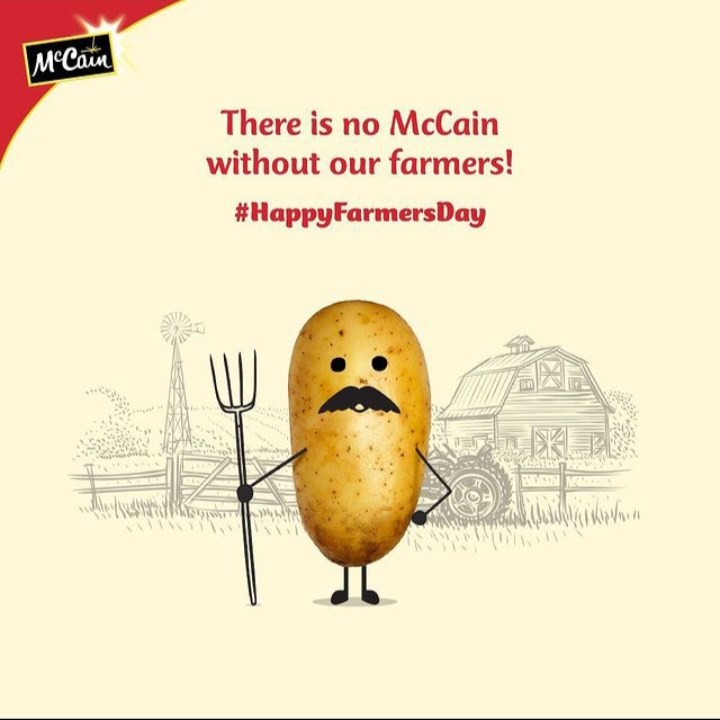 McCain
There is no McCain
without our farmers!
#HappyFarmersDay